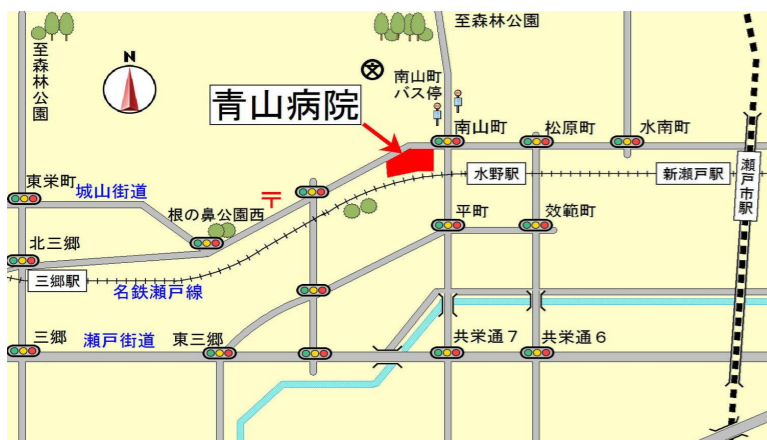 至森林公園
至森林公園
N
南山町
バス停
青山病院
南山町
松原町
水南町
東栄町
城山街道
〒
水野駅
新瀬戸駅
瀬戸市駅
根の鼻公園西
平町
効範町
北三郷
三郷駅
名鉄瀬戸線
三郷
瀬戸街道
東三郷
共栄通7
共栄通6